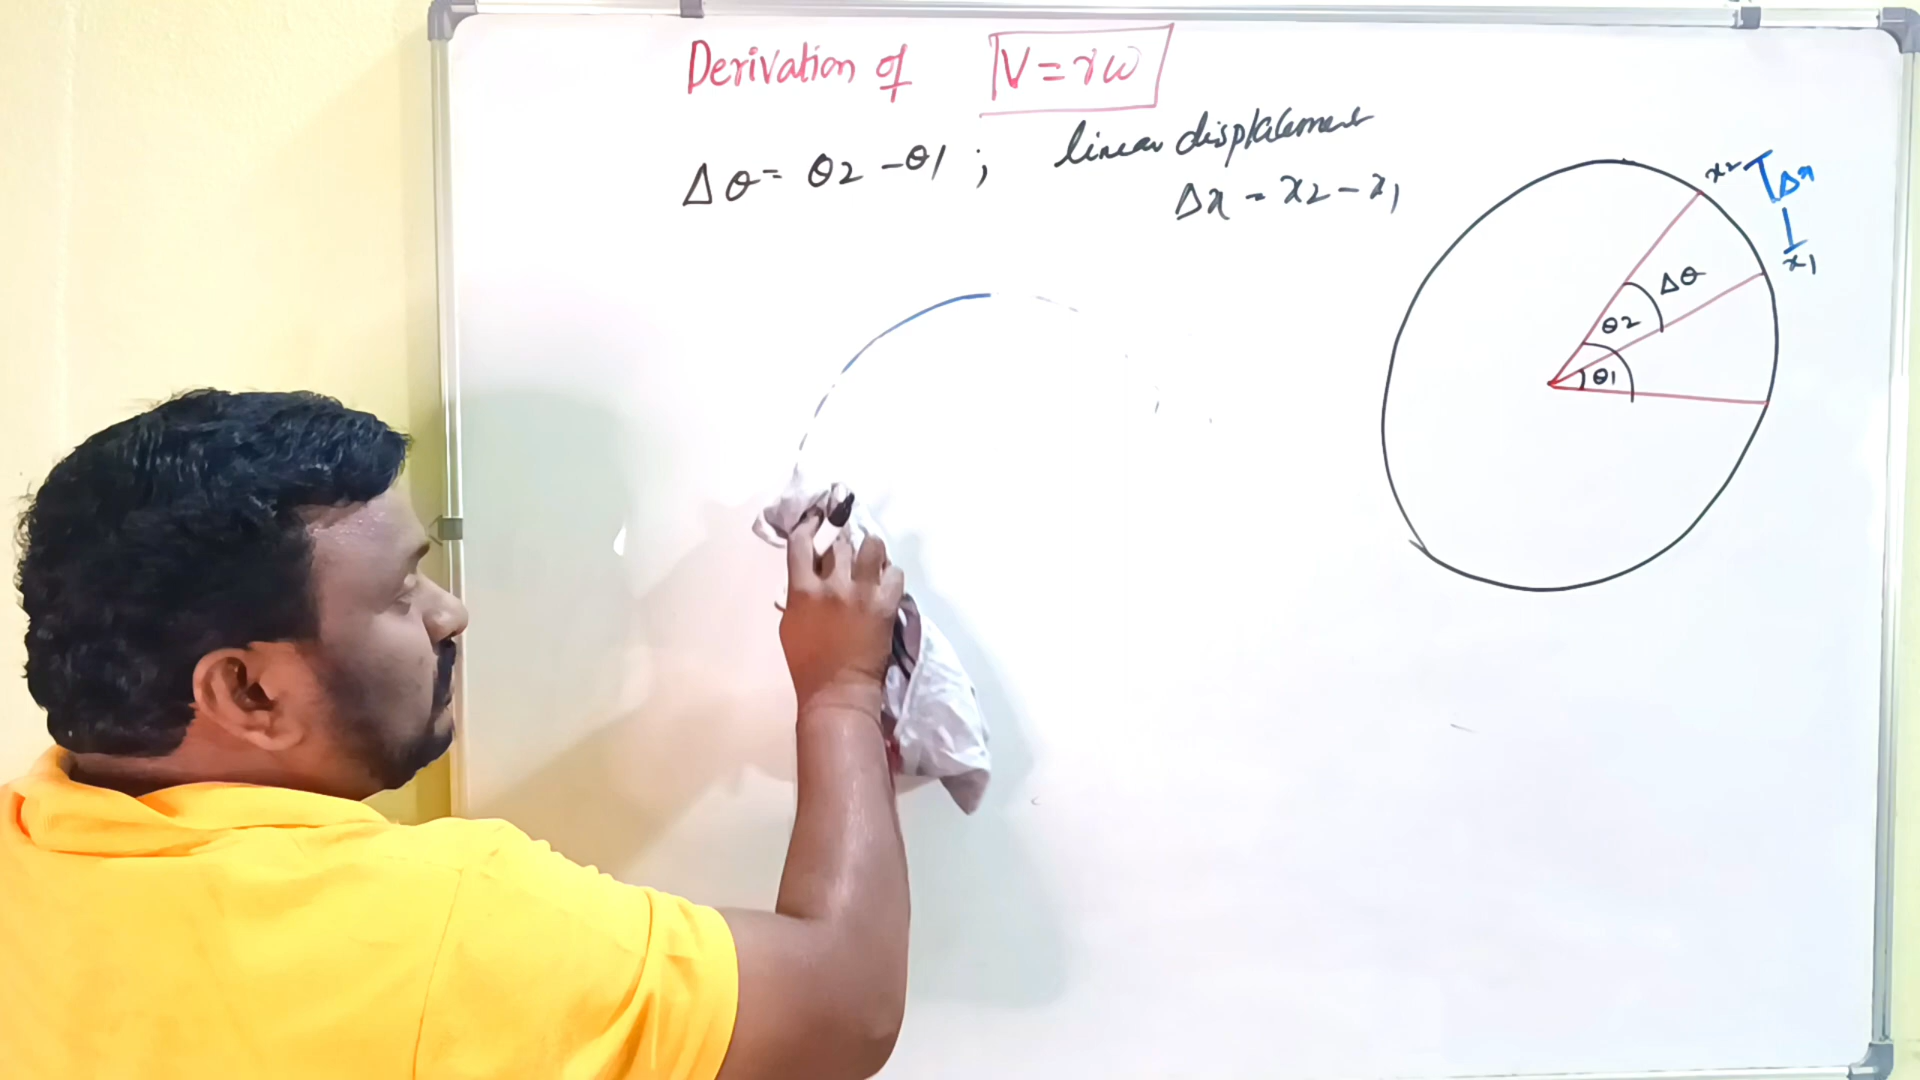 Derivation of V = rω
Δθ = θ2 - θ1 ; linear displacement
Δx = x2 - x1
x2
Δx
x1
Δθ
θ2
θ1